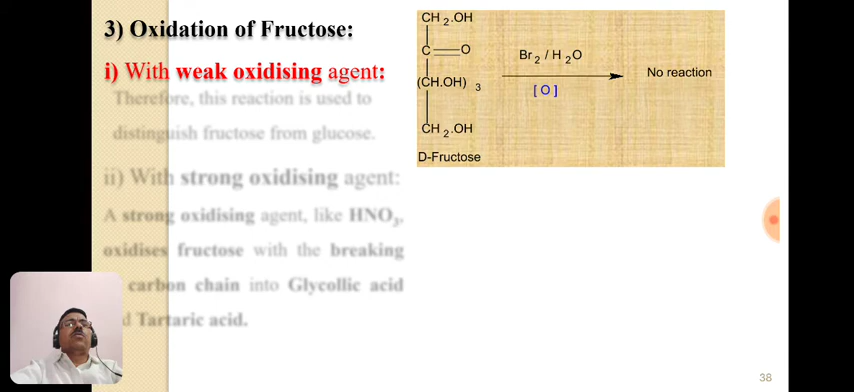 3) Oxidation of Fructose:
i) With weak oxidising agent:
Therefore, this reaction is used to
distinguish fructose from glucose.
ii) With strong oxidising agent:
A strong oxidising agent, like HNO3,
oxidises fructose with the breaking
carbon chain into Glycollic acid
Tartaric acid.
CH2.OH
C=O
(CH.OH)3
CH2.OH
D-Fructose
Br2 / H2O
[O]
No reaction
38